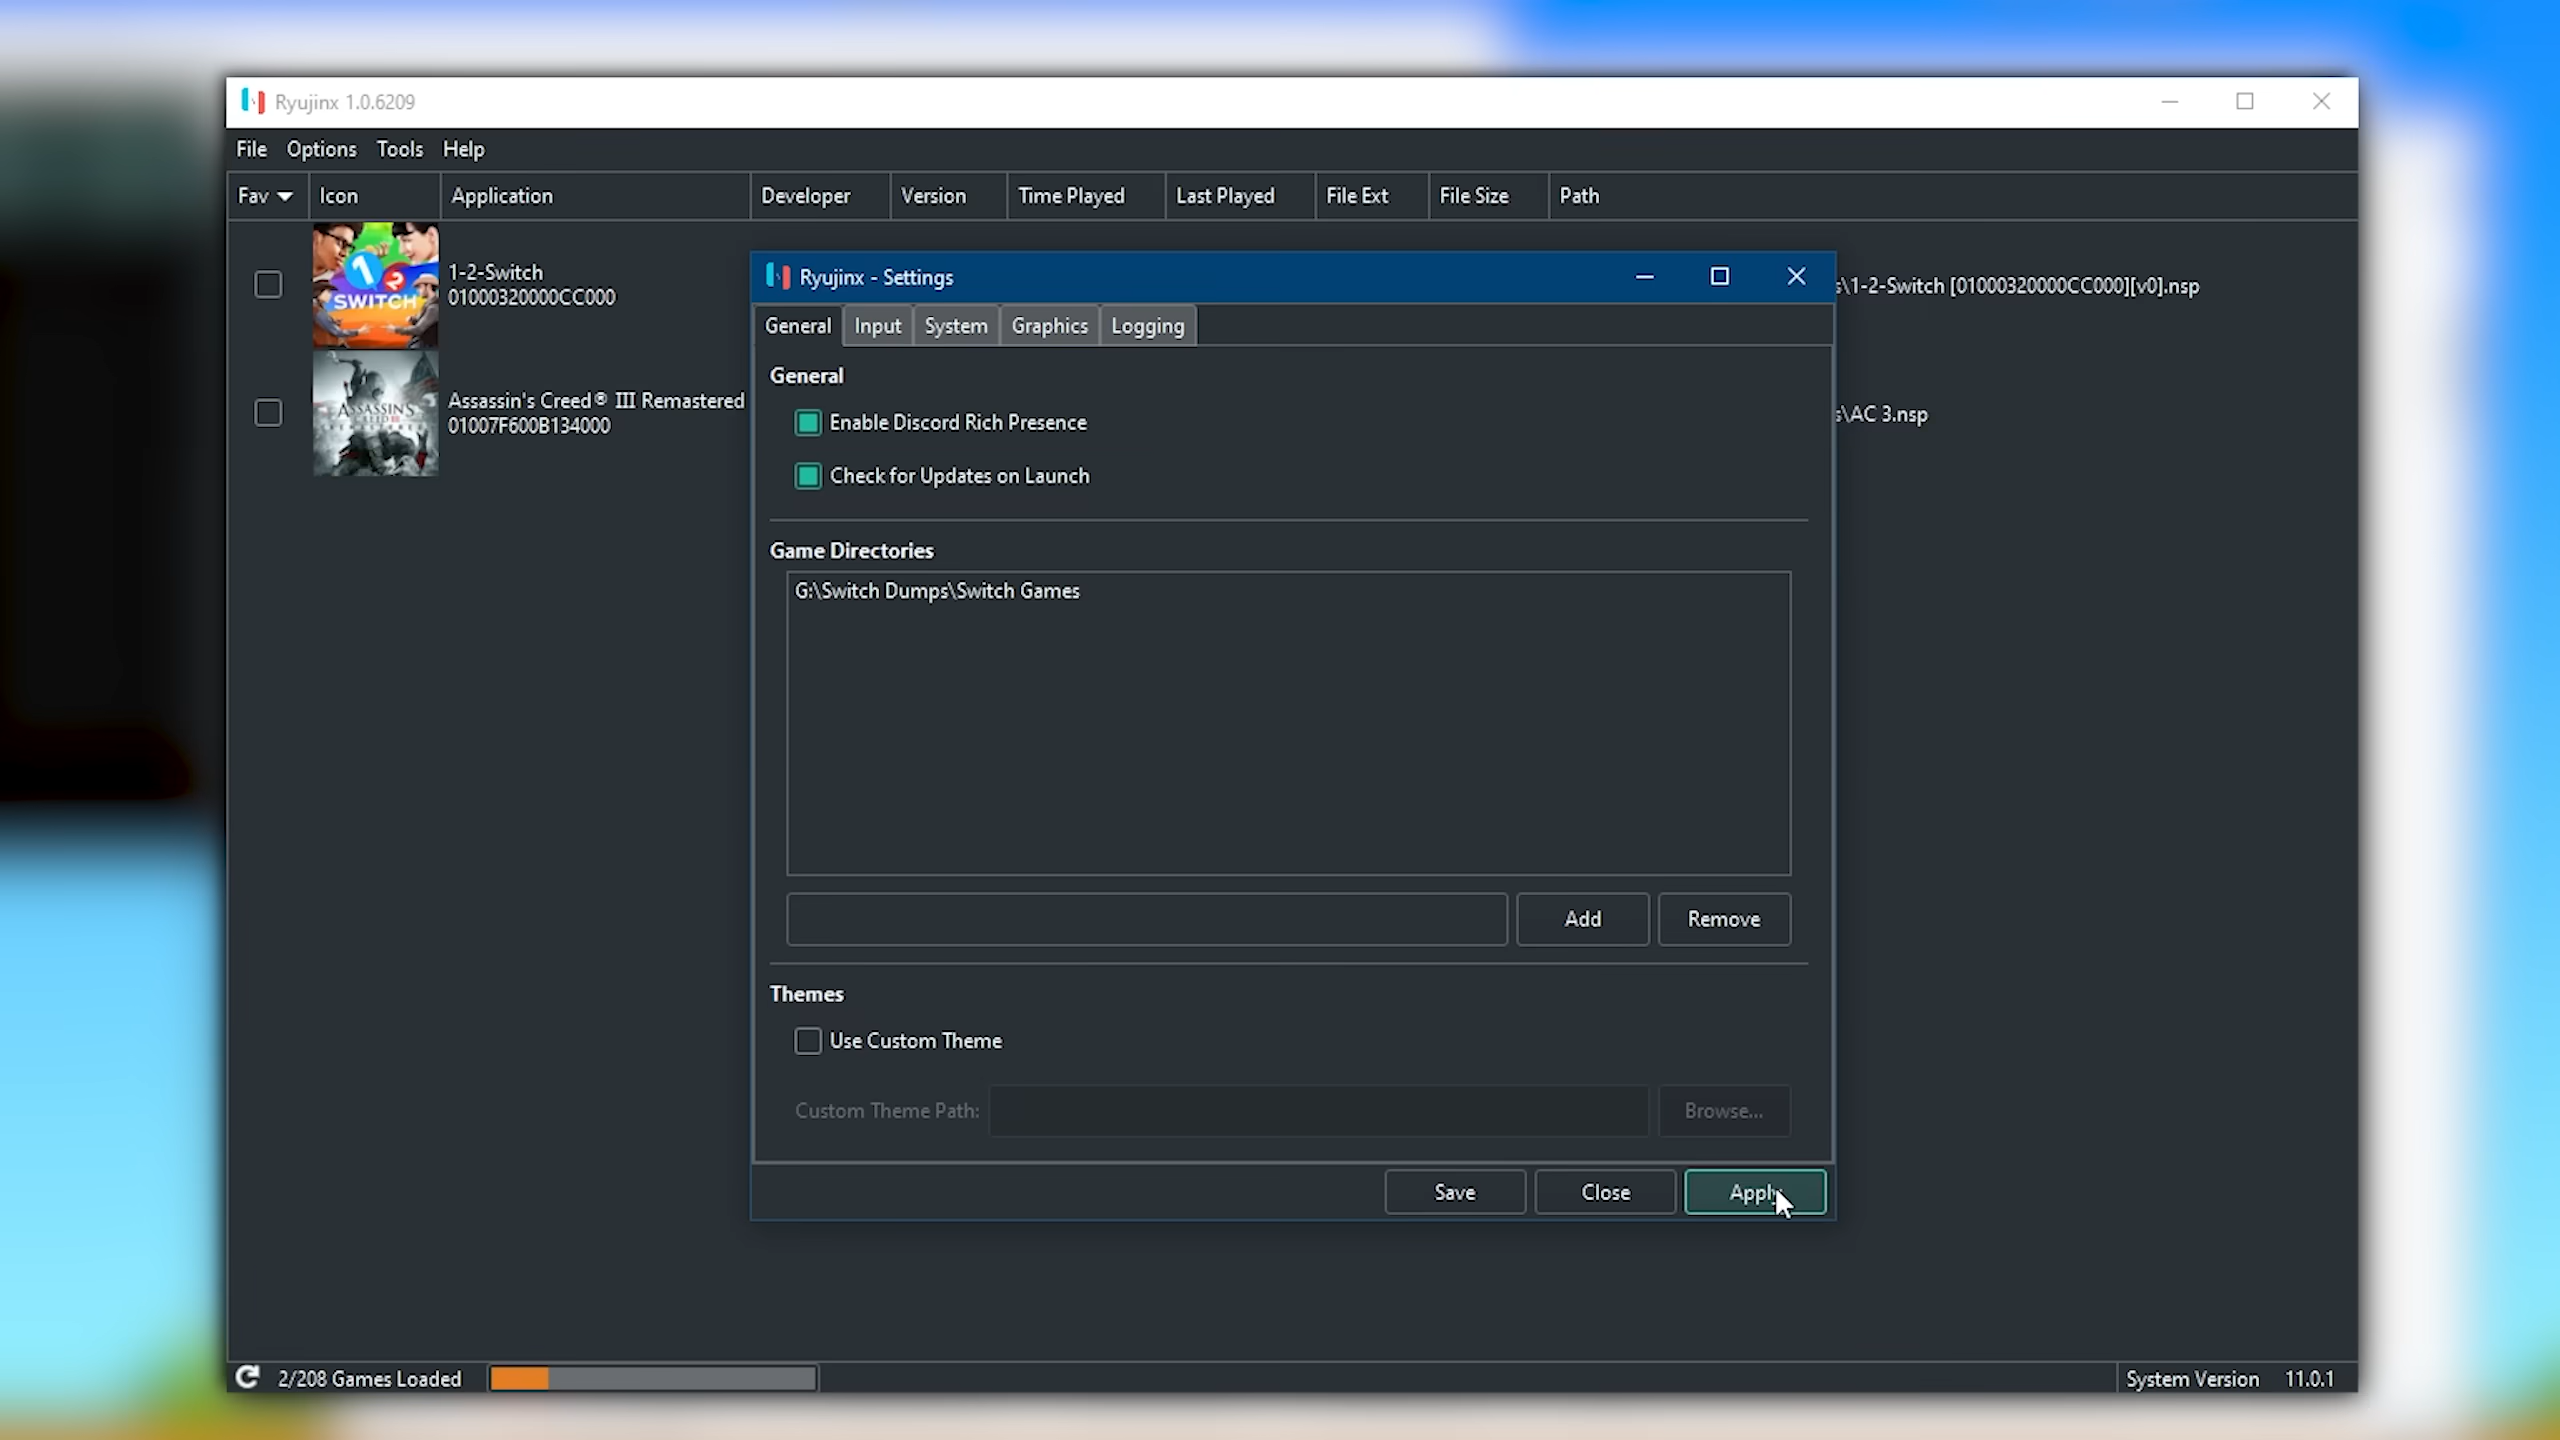 Ryujinx 1.0.6209
File Options Tools Help
Fav Icon Application Developer Version Time Played Last Played File Ext File Size Path
1-2-Switch
01000320000CC000
s\1-2-Switch [01000320000CC000][v0].nsp
Assassin's Creed® III Remastered
01007F600B134000
s\AC 3.nsp
1 2
SWITCH
ASSASSIN'S
Ryujinx - Settings
General Input System Graphics Logging
General
Enable Discord Rich Presence
Check for Updates on Launch
Game Directories
G:\Switch Dumps\Switch Games
Add Remove
Themes
Use Custom Theme
Custom Theme Path: Browse...
Save Close Apply
2/208 Games Loaded
System Version 11.0.1